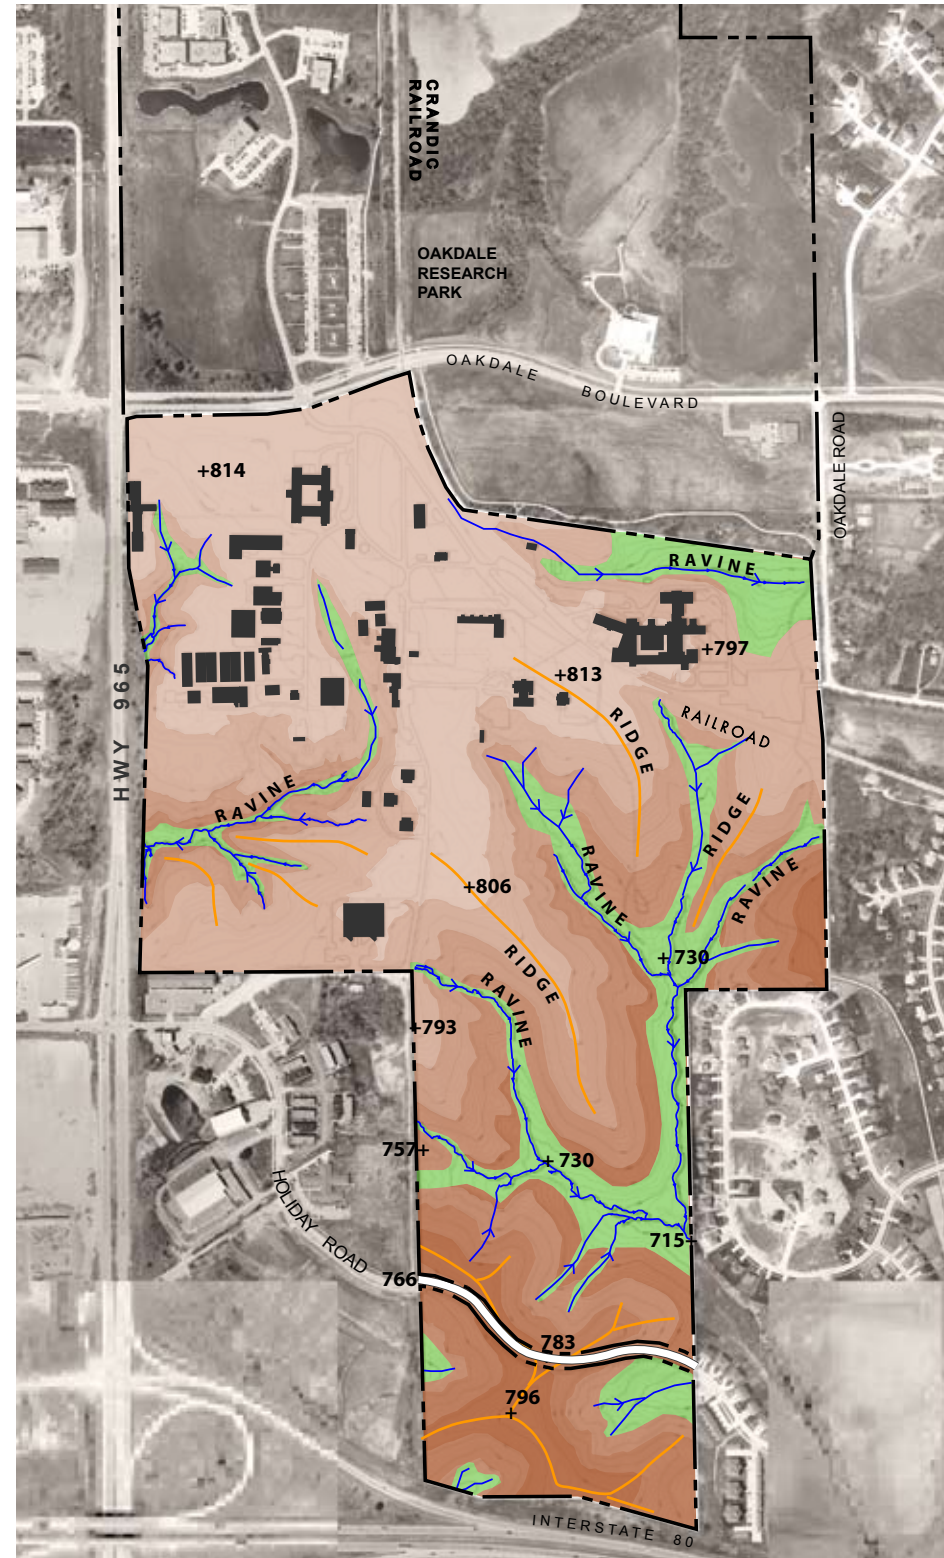 CRANDIC
RAILROAD
OAKDALE
RESEARCH
PARK
OAKDALE BOULEVARD
OAKDALE ROAD
+814
RAVINE
+797
+813
HWY 965
RIDGE
RAILROAD
RAVINE
RIDGE
RAVINE
RAVINE
+806
+730
RIDGE
RAVINE
+793
757+
+730
HOLIDAY ROAD
715+
766
783
796
+
INTERSTATE 80